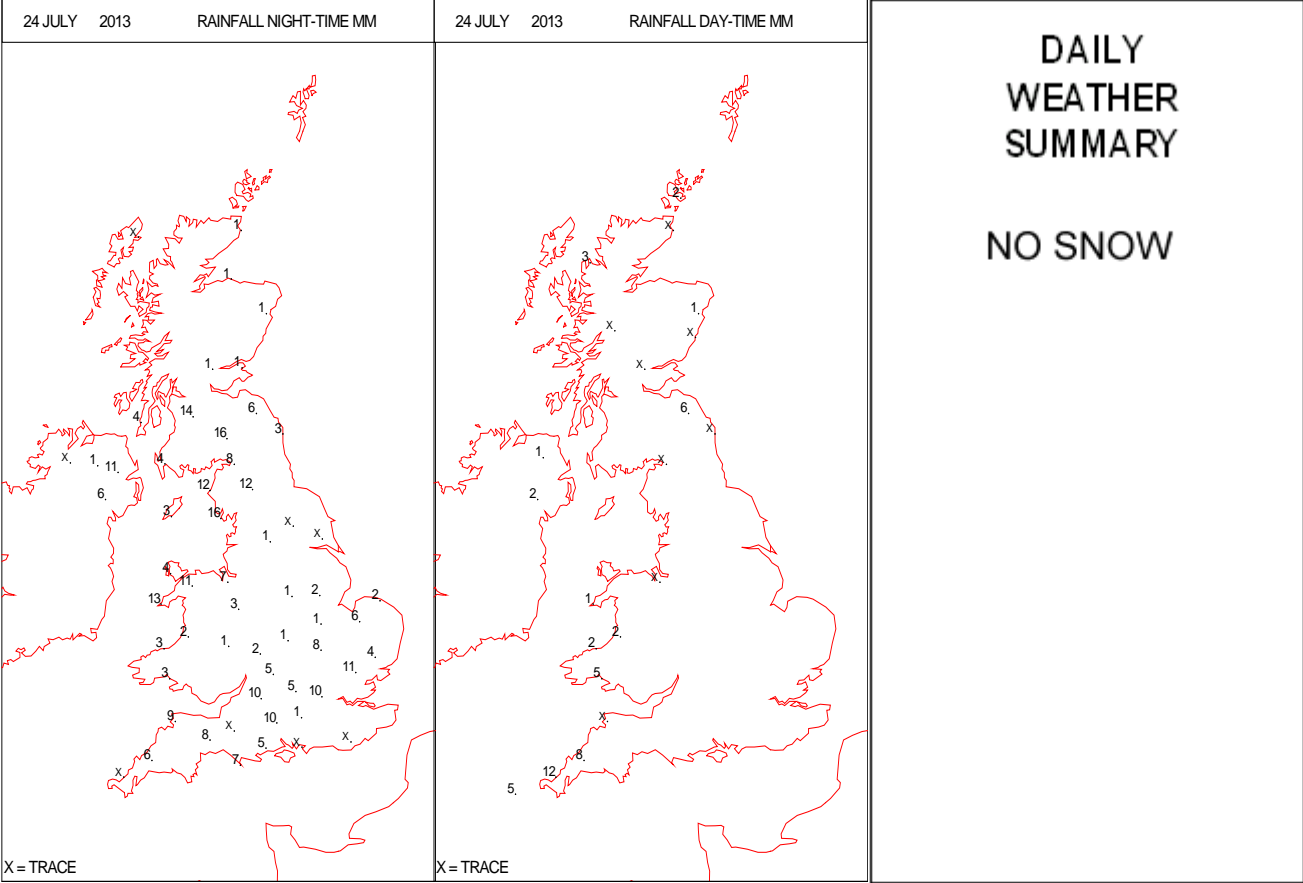 24 JULY 2013 RAINFALL NIGHT-TIME MM
X.
1.
1.
1.
1.
1.
4.
14.
6.
16.
3.
X.
1.
11.
4.
8.
6.
12.
12.
3.
16.
X.
1.
X.
4.
11.
7.
13.
3.
1.
2.
2.
1.
6.
3.
2.
1.
2.
1.
8.
4.
3.
5.
11.
10.
5.
10.
9.
10.
1.
8.
X.
5.
X.
X.
6.
7.
X.
X = TRACE
24 JULY 2013 RAINFALL DAY-TIME MM
2.
X.
3.
1.
X.
X.
X.
6.
X.
1.
X.
2.
X.
1.
2.
2.
5.
X.
8.
12.
5.
X = TRACE
DAILY
WEATHER
SUMMARY
NO SNOW